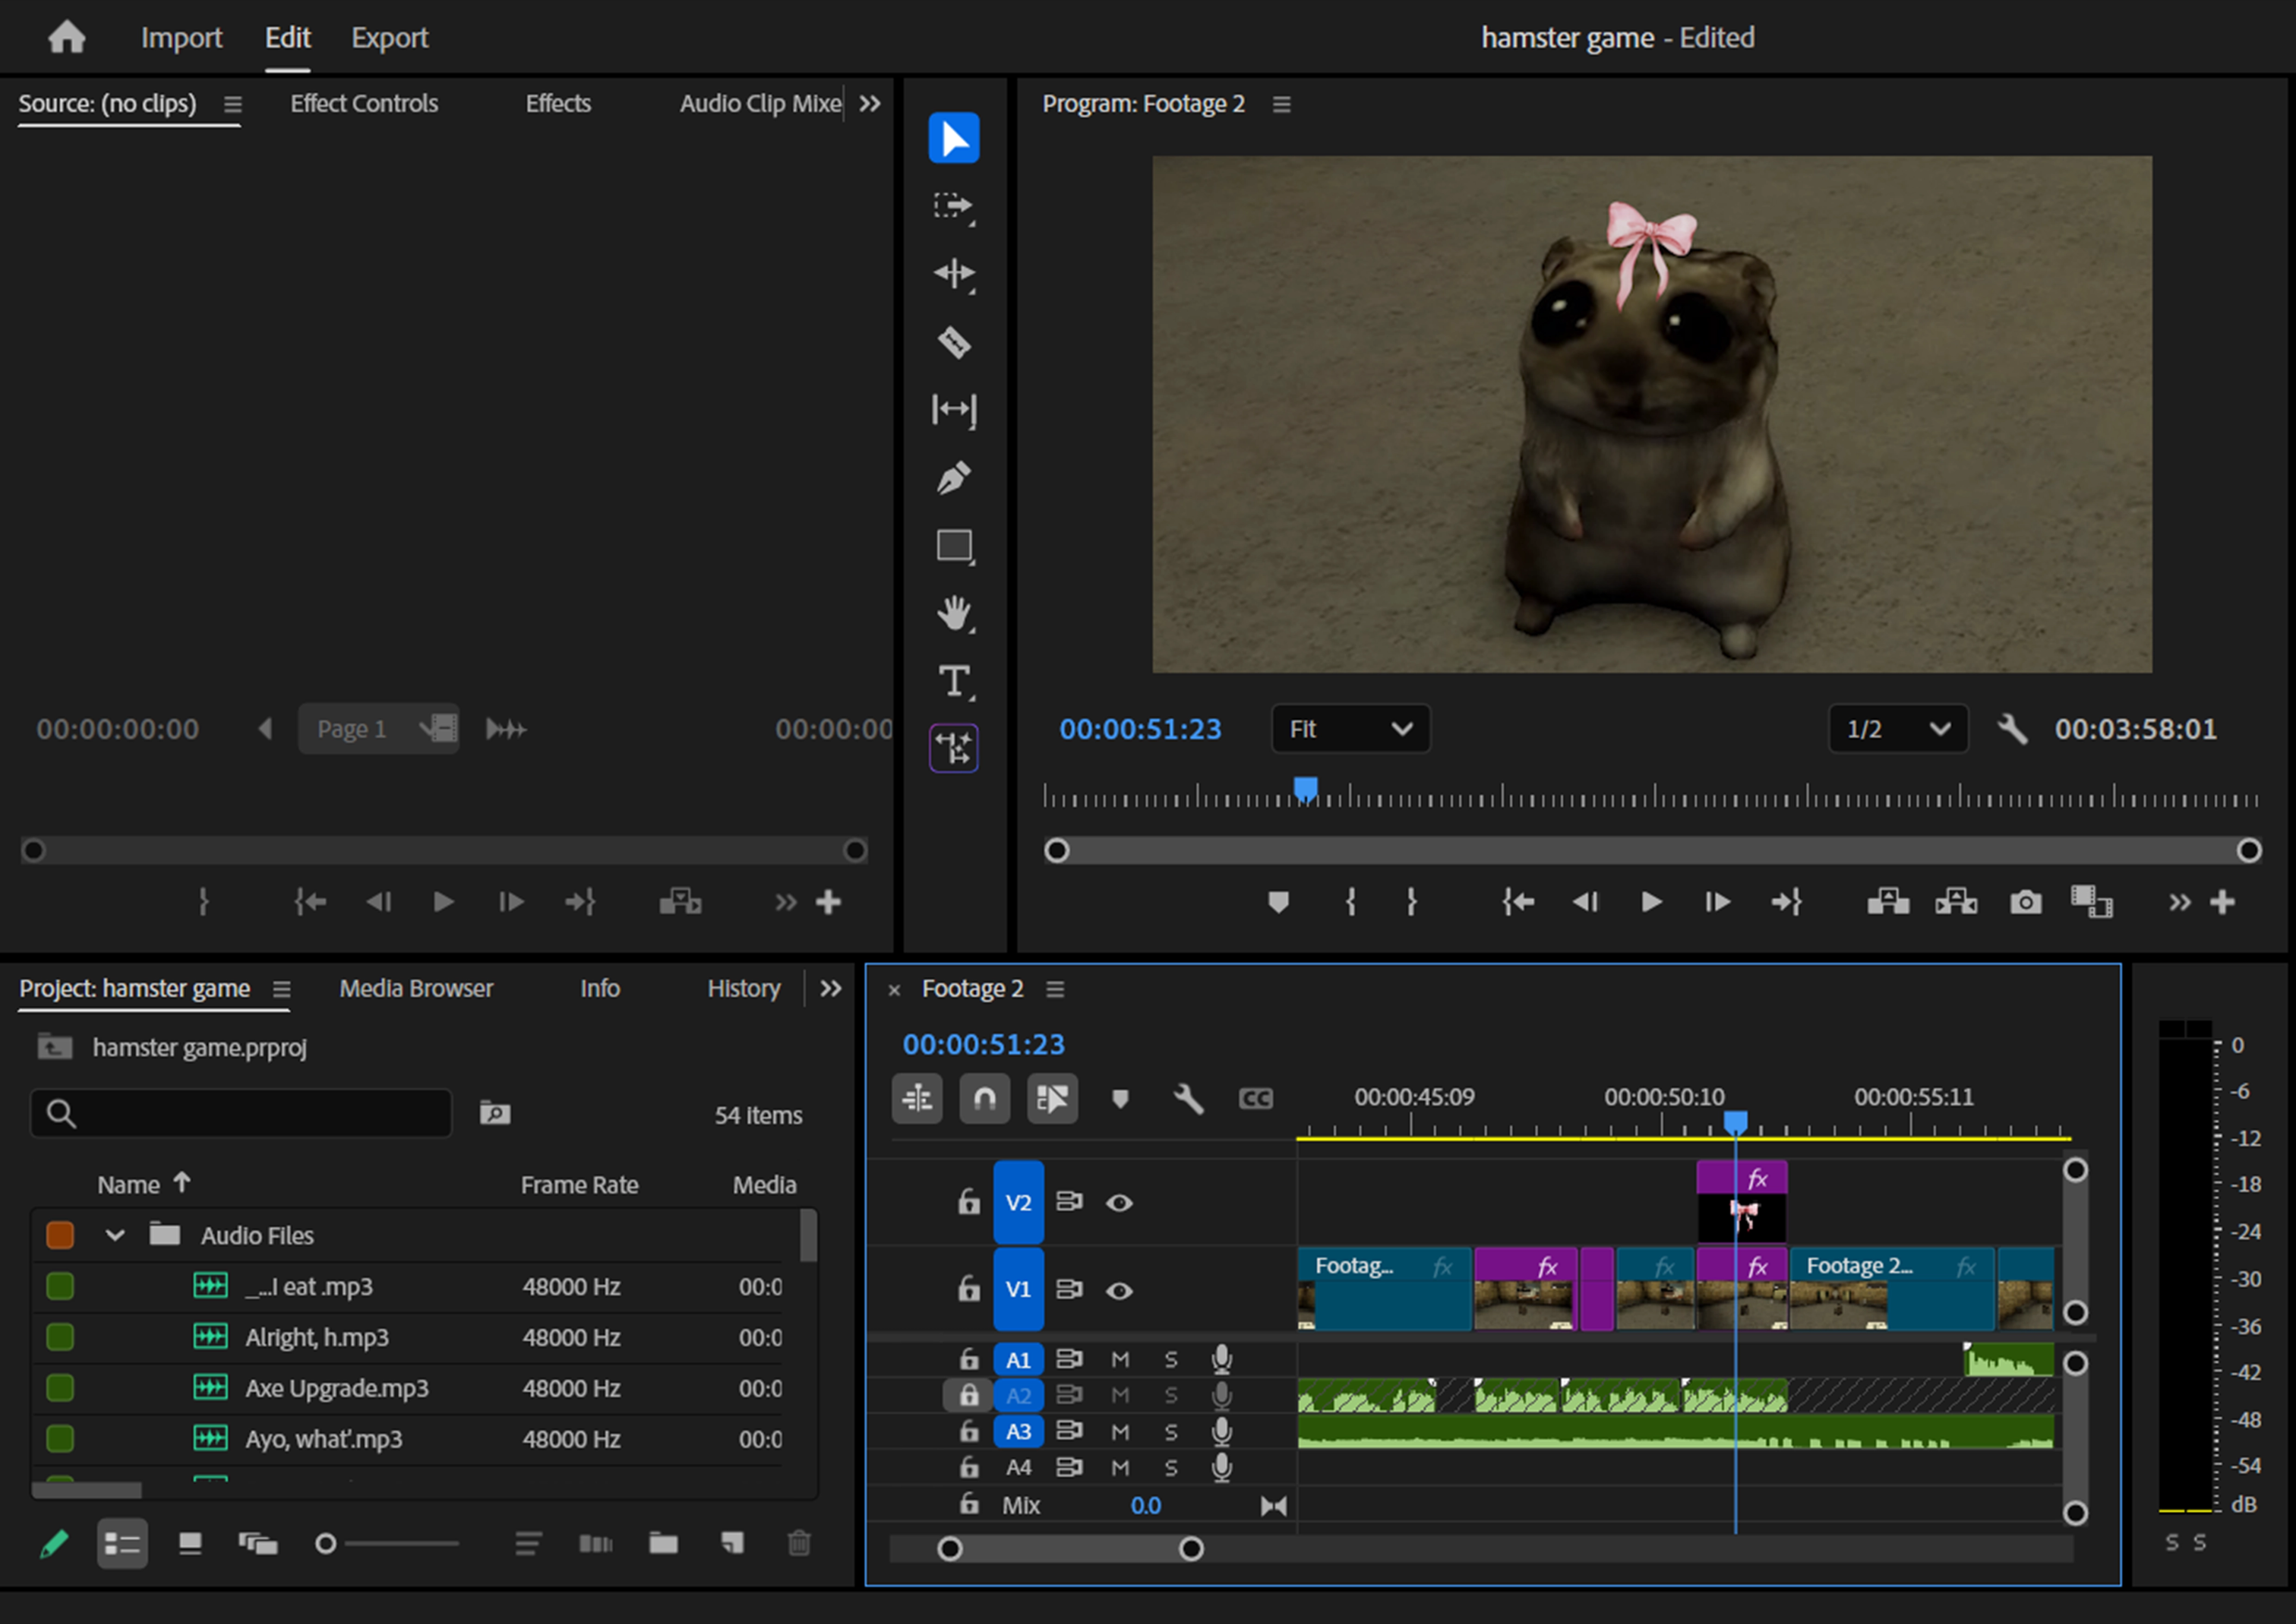 Import Edit Export hamster game - Edited
Source: (no clips) Effect Controls Effects Audio Clip Mixe
Program: Footage 2
00:00:00:00 Page 1 00:00:00
00:00:51:23 Fit 1/2 00:03:58:01
Project: hamster game Media Browser Info History
hamster game.prproj
54 items
Name Frame Rate Media
Audio Files
_...I eat .mp3 48000 Hz 00:0
Alright, h.mp3 48000 Hz 00:0
Axe Upgrade.mp3 48000 Hz 00:0
Ayo, what'.mp3 48000 Hz 00:0
Footage 2
00:00:51:23
CC
00:00:45:09 00:00:50:10 00:00:55:11
V2 fx
V1 Footag... fx fx fx fx Footage 2... fx
A1 M S
A2 M S
A3 M S
A4 M S
Mix 0.0
0
-6
-12
-18
-24
-30
-36
-42
-48
-54
dB
S S